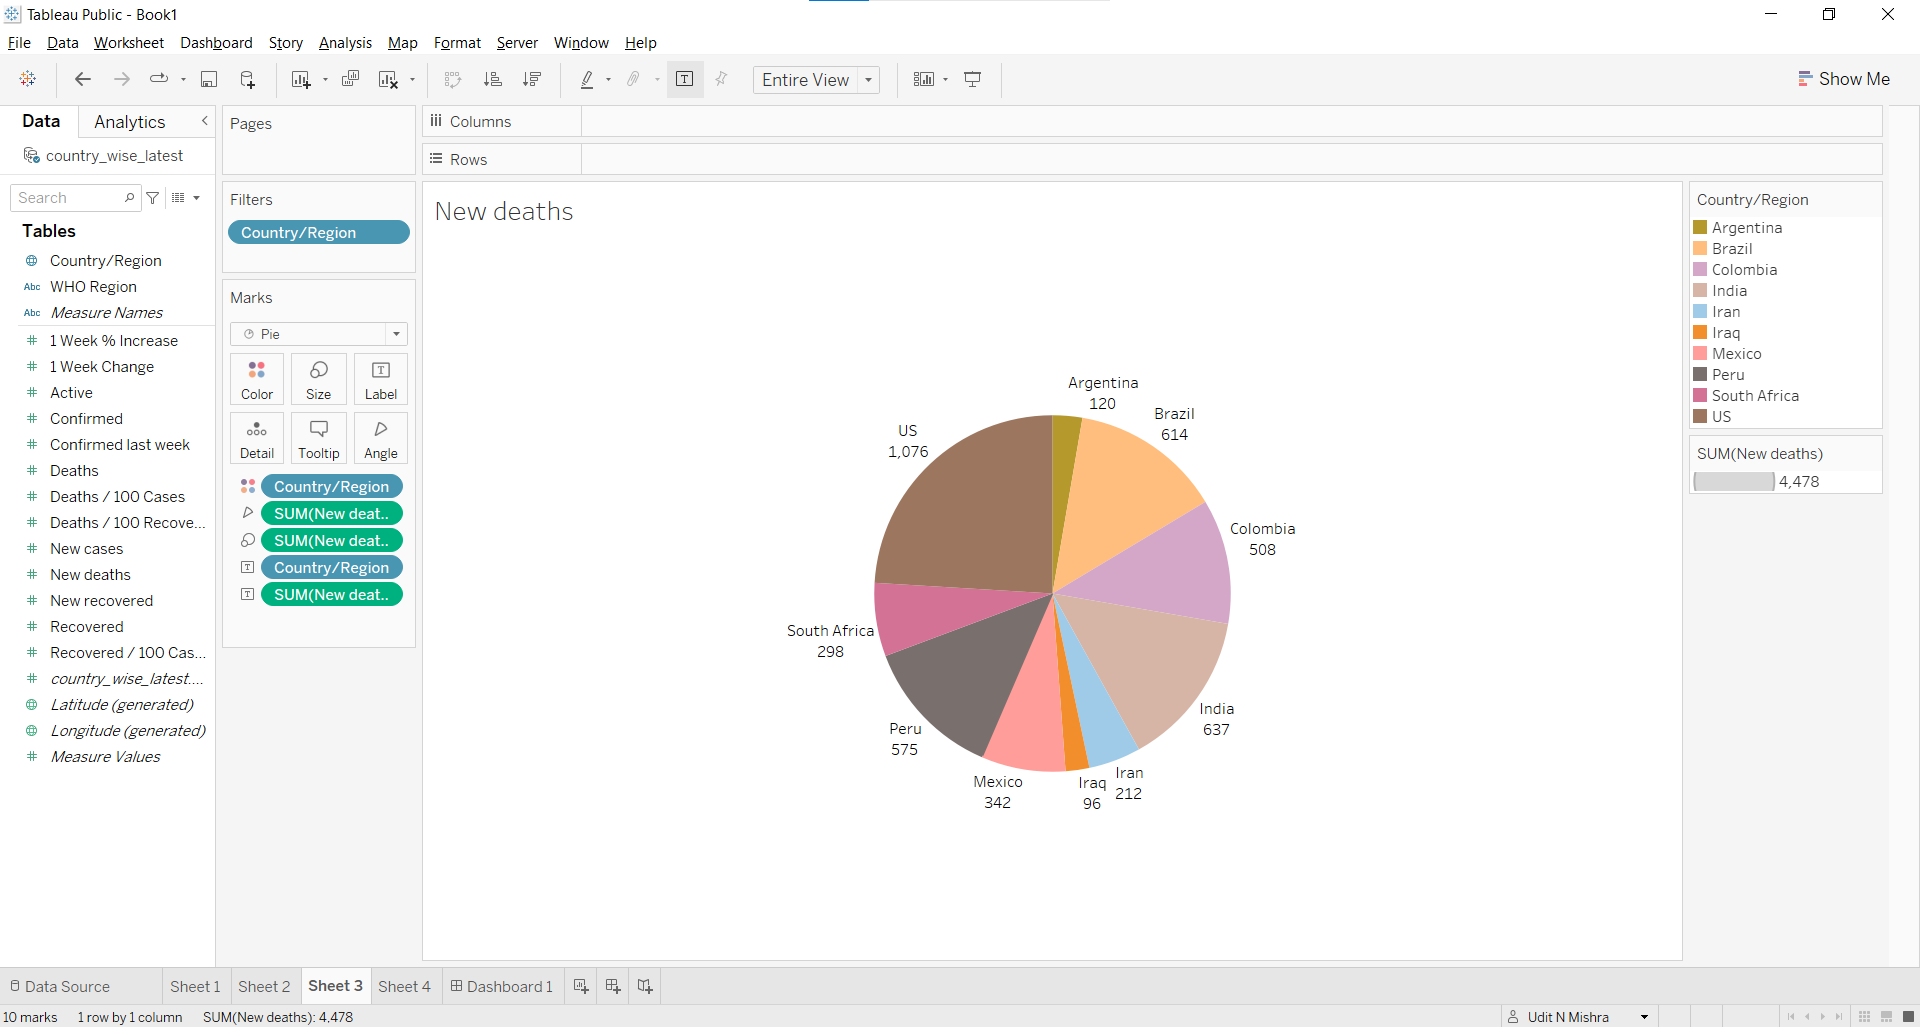 Tableau Public - Book1
File Data Worksheet Dashboard Story Analysis Map Format Server Window Help
Entire View
Show Me
Data
Analytics
country_wise_latest
Search
Tables
Country/Region
Abc WHO Region
Abc Measure Names
1 Week % Increase
1 Week Change
Active
Confirmed
Confirmed last week
Deaths
Deaths / 100 Cases
Deaths / 100 Recove...
New cases
New deaths
New recovered
Recovered
Recovered / 100 Cas...
country_wise_latest....
Latitude (generated)
Longitude (generated)
Measure Values
Pages
Filters
Country/Region
Marks
Pie
Color
Size
Label
Detail
Tooltip
Angle
Country/Region
SUM(New deat..
SUM(New deat..
Country/Region
SUM(New deat..
Columns
Rows
New deaths
Argentina
120
Brazil
614
US
1,076
Colombia
508
South Africa
298
India
637
Peru
575
Iran
212
Mexico
342
Iraq
96
Country/Region
Argentina
Brazil
Colombia
India
Iran
Iraq
Mexico
Peru
South Africa
US
SUM(New deaths)
4,478
Data Source
Sheet 1
Sheet 2
Sheet 3
Sheet 4
Dashboard 1
10 marks
1 row by 1 column
SUM(New deaths): 4,478
Udit N Mishra